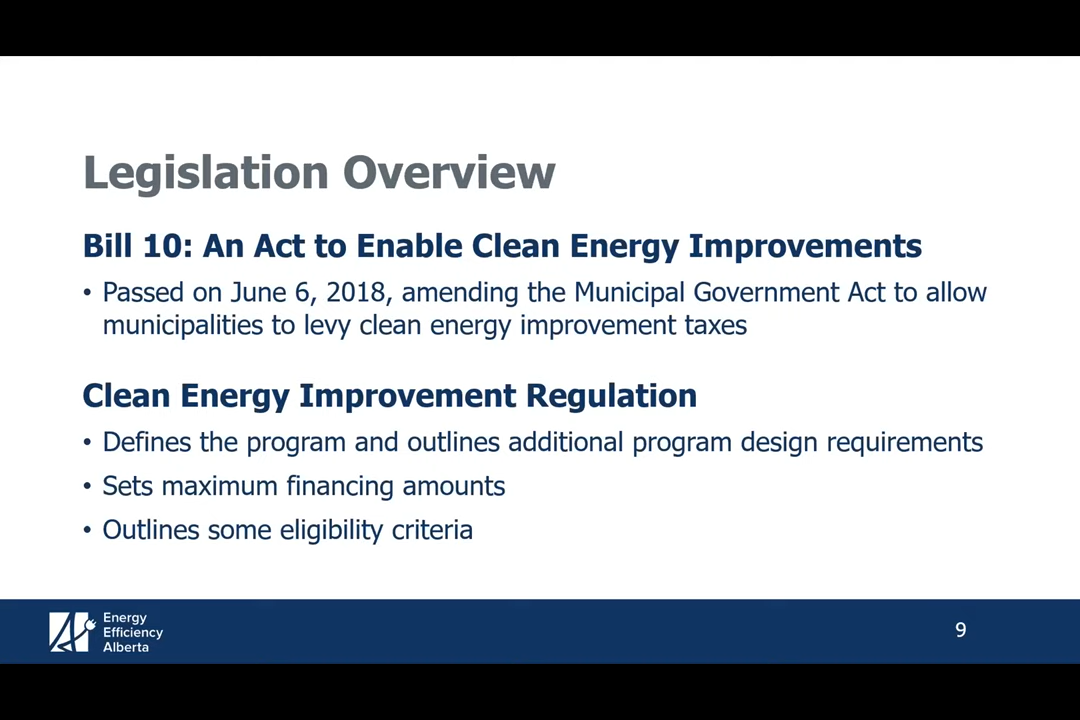 Legislation Overview
Bill 10: An Act to Enable Clean Energy Improvements
• Passed on June 6, 2018, amending the Municipal Government Act to allow
municipalities to levy clean energy improvement taxes
Clean Energy Improvement Regulation
• Defines the program and outlines additional program design requirements
• Sets maximum financing amounts
• Outlines some eligibility criteria
Energy
Efficiency
Alberta
9